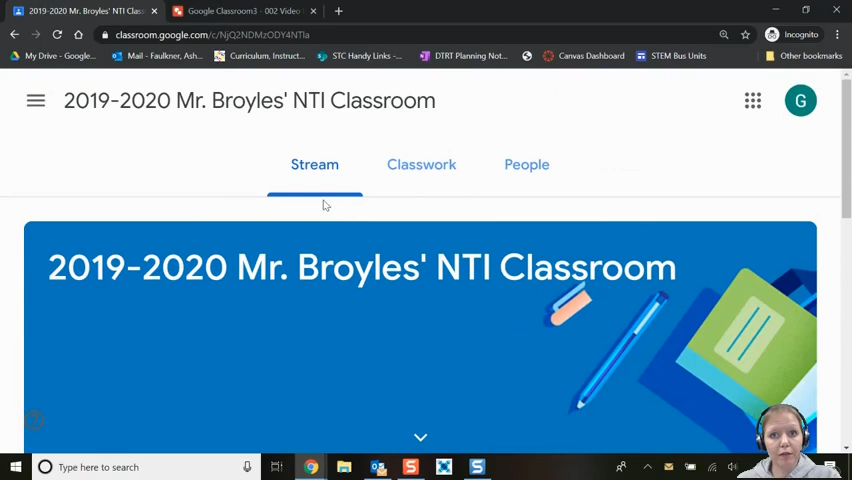 2019-2020 Mr. Broyles' NTI Class
Google Classroom3 - 002 Video
Incognito
classroom.google.com/c/NjQ2NDMzODY4NTla
My Drive - Google...
Mail - Faulkner, Ash...
Curriculum, Instruct...
STC Handy Links -...
DTRT Planning Not...
Canvas Dashboard
STEM Bus Units
Other bookmarks
2019-2020 Mr. Broyles' NTI Classroom
G
Stream
Classwork
People
2019-2020 Mr. Broyles' NTI Classroom
Type here to search